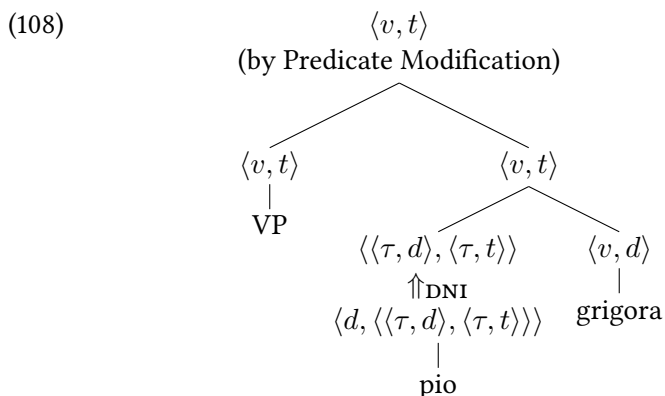 (108) ⟨v, t⟩
(by Predicate Modification)
⟨v, t⟩ ⟨v, t⟩
VP
⟨⟨τ, d⟩, ⟨τ, t⟩⟩ ⟨v, d⟩
⇑DNI
grigora
⟨d, ⟨⟨τ, d⟩, ⟨τ, t⟩⟩⟩
pio